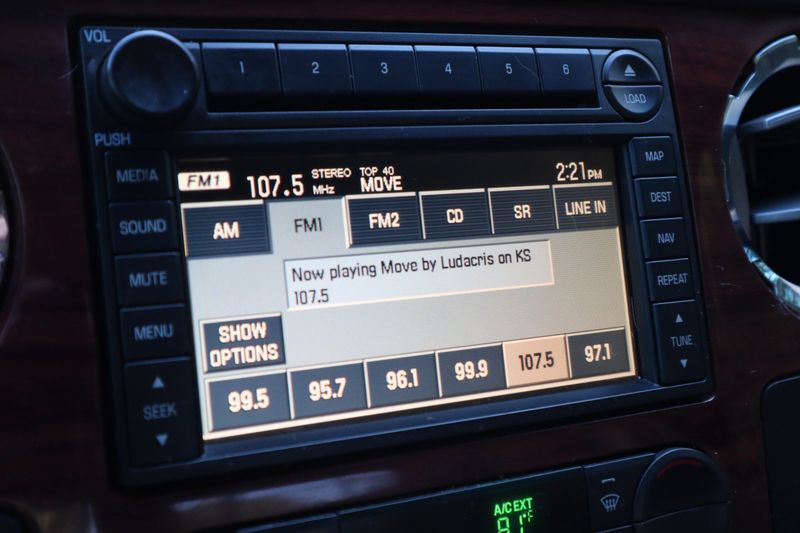 VOL
1 2 3 4 5 6
LOAD
PUSH
MEDIA
SOUND
MUTE
MENU
SEEK
FM1 107.5 STEREO MHz TOP 40 MOVE 2:21PM
AM FM1 FM2 CD SR LINE IN
Now playing Move by Ludacris on KS
107.5
SHOW
OPTIONS
99.5 95.7 96.1 99.9 107.5 97.1
MAP
DEST
NAV
REPEAT
TUNE
A/C EXT